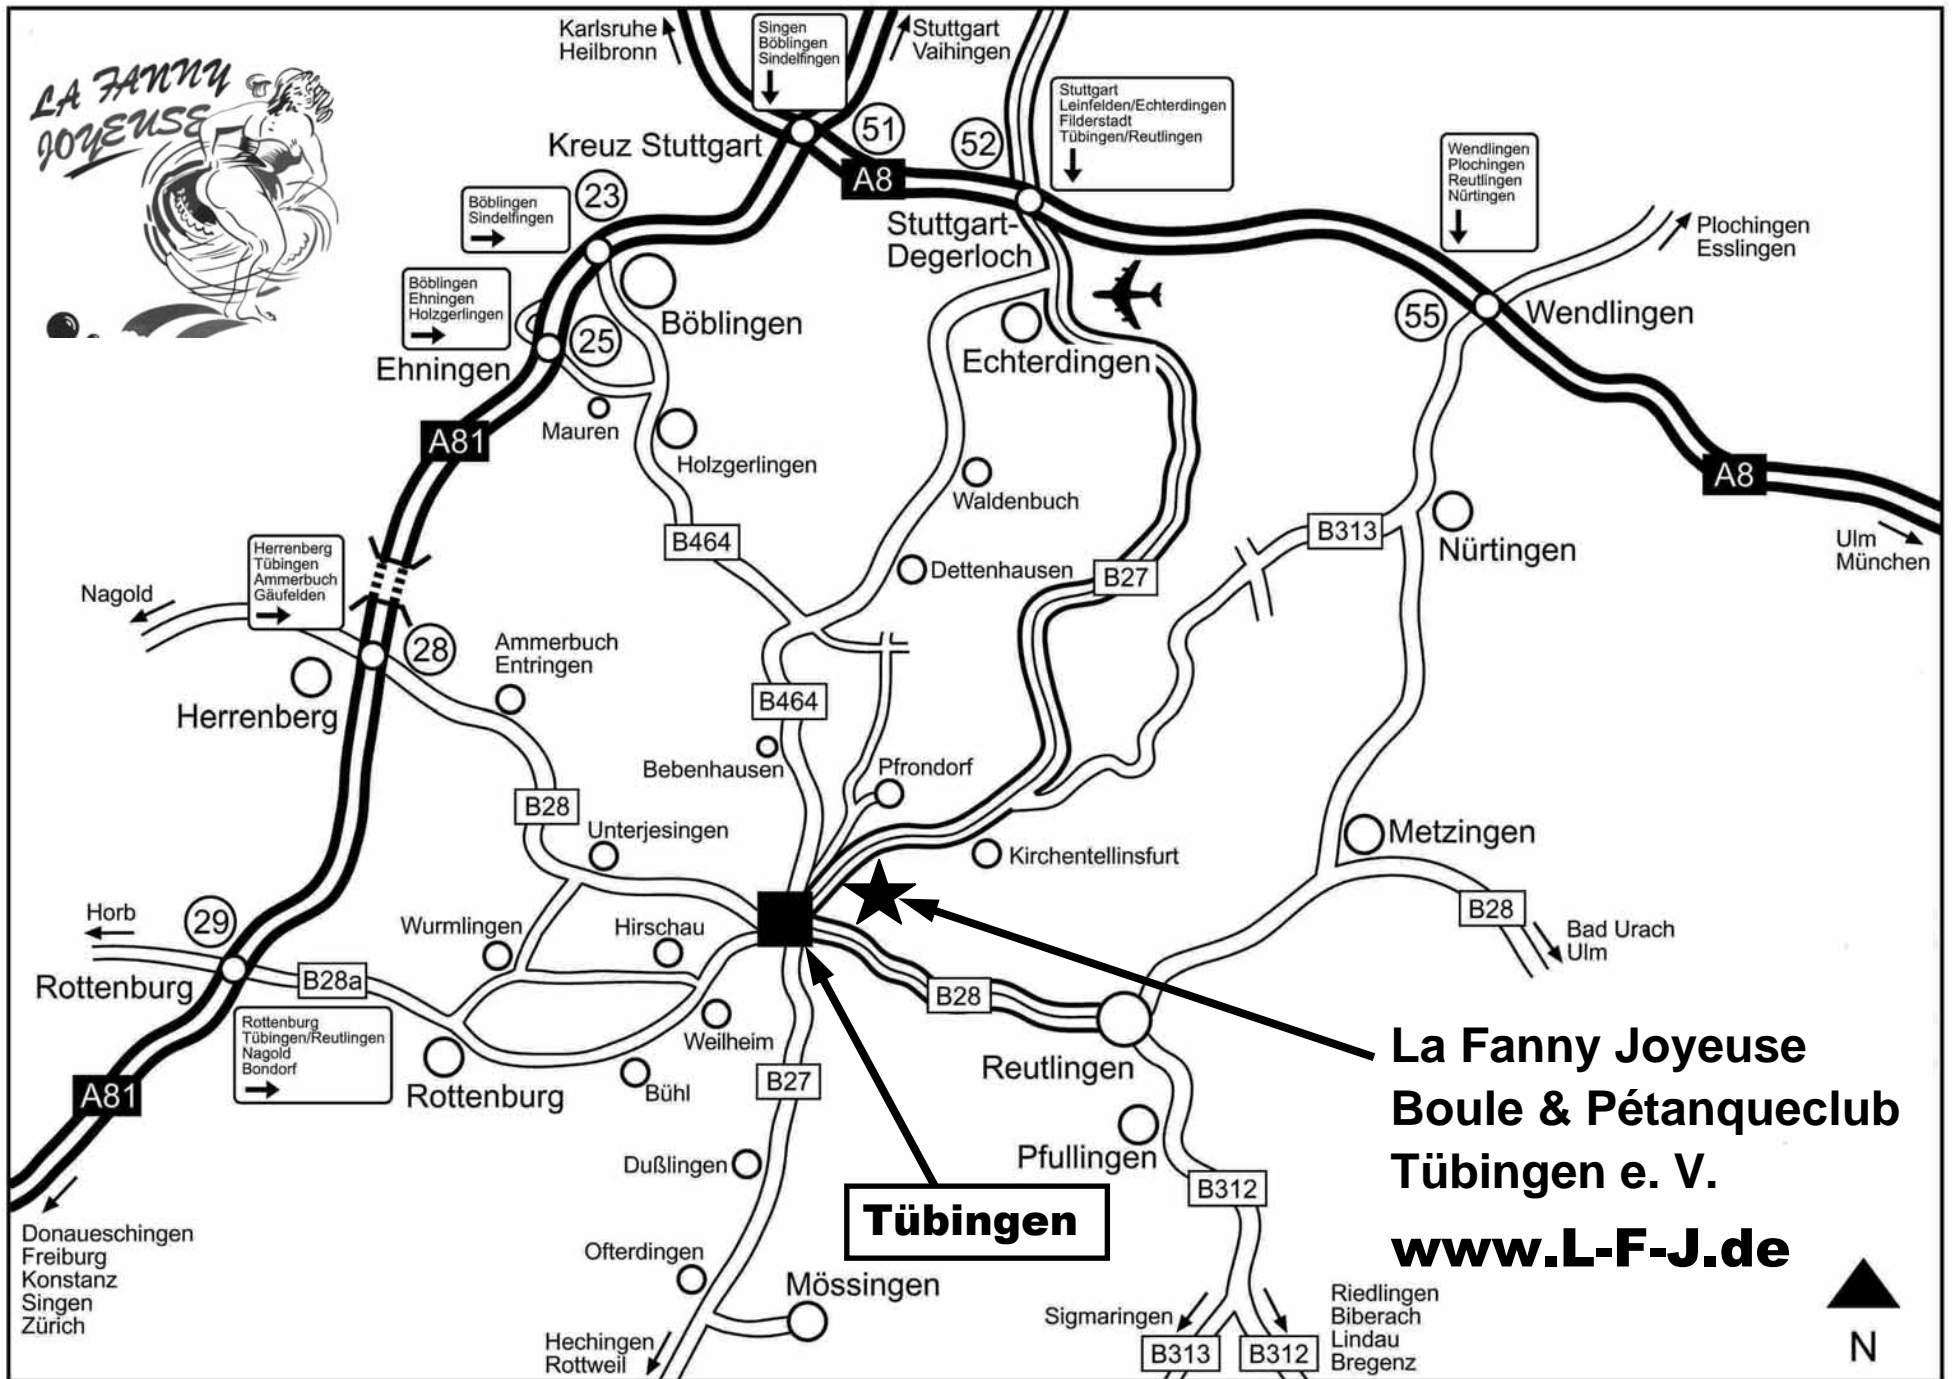 LA FANNY
JOYEUSE
Karlsruhe
Heilbronn
Singen
Böblingen
Sindelfingen
Stuttgart
Vaihingen
Kreuz Stuttgart
51
A8
52
Stuttgart
Leinfelden/Echterdingen
Filderstadt
Tübingen/Reutlingen
Wendlingen
Plochingen
Reutlingen
Nürtingen
Plochingen
Esslingen
Böblingen
Sindelfingen
23
Stuttgart-
Degerloch
Böblingen
Ehningen
Holzgerlingen
25
Böblingen
Ehningen
Echterdingen
55
Wendlingen
A81
Mauren
Holzgerlingen
Waldenbuch
A8
Ulm
München
B464
B313
Nürtingen
Herrenberg
Tübingen
Ammerbuch
Gäufelden
Nagold
Dettenhausen
B27
28
Ammerbuch
Entringen
Herrenberg
B464
Bebenhausen
Pfrondorf
B28
Unterjesingen
Kirchentellinsfurt
Metzingen
Horb
29
Wurmlingen
Hirschau
B28
Bad Urach
Ulm
Rottenburg
B28a
B28
Rottenburg
Tübingen/Reutlingen
Nagold
Bondorf
Weilheim
Reutlingen
A81
Rottenburg
Bühl
B27
Dußlingen
Pfullingen
B312
Tübingen
La Fanny Joyeuse
Boule & Pétanqueclub
Tübingen e. V.
www.L-F-J.de
Donaueschingen
Freiburg
Konstanz
Singen
Zürich
Ofterdingen
Mössingen
Hechingen
Rottweil
Sigmaringen
B313
B312
Riedlingen
Biberach
Lindau
Bregenz
N